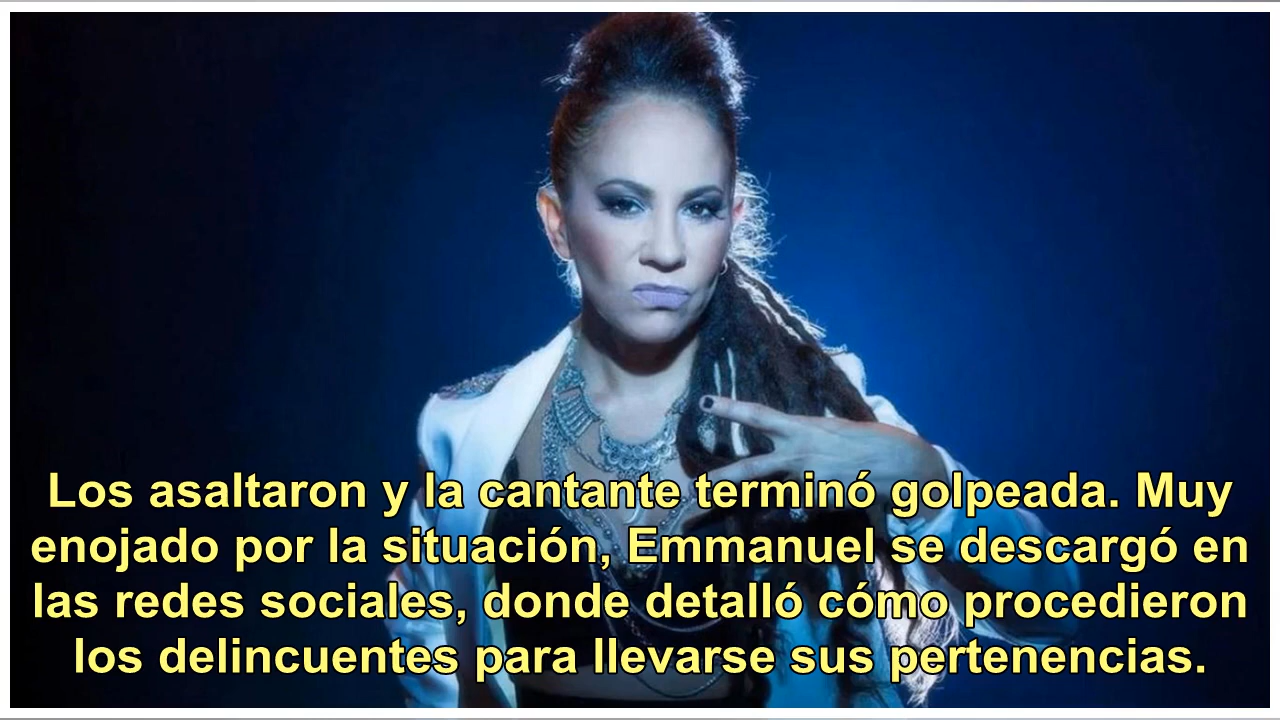 Los asaltaron y la cantante terminó golpeada. Muy
enojado por la situación, Emmanuel se descargó en
las redes sociales, donde detalló cómo procedieron
los delincuentes para llevarse sus pertenencias.